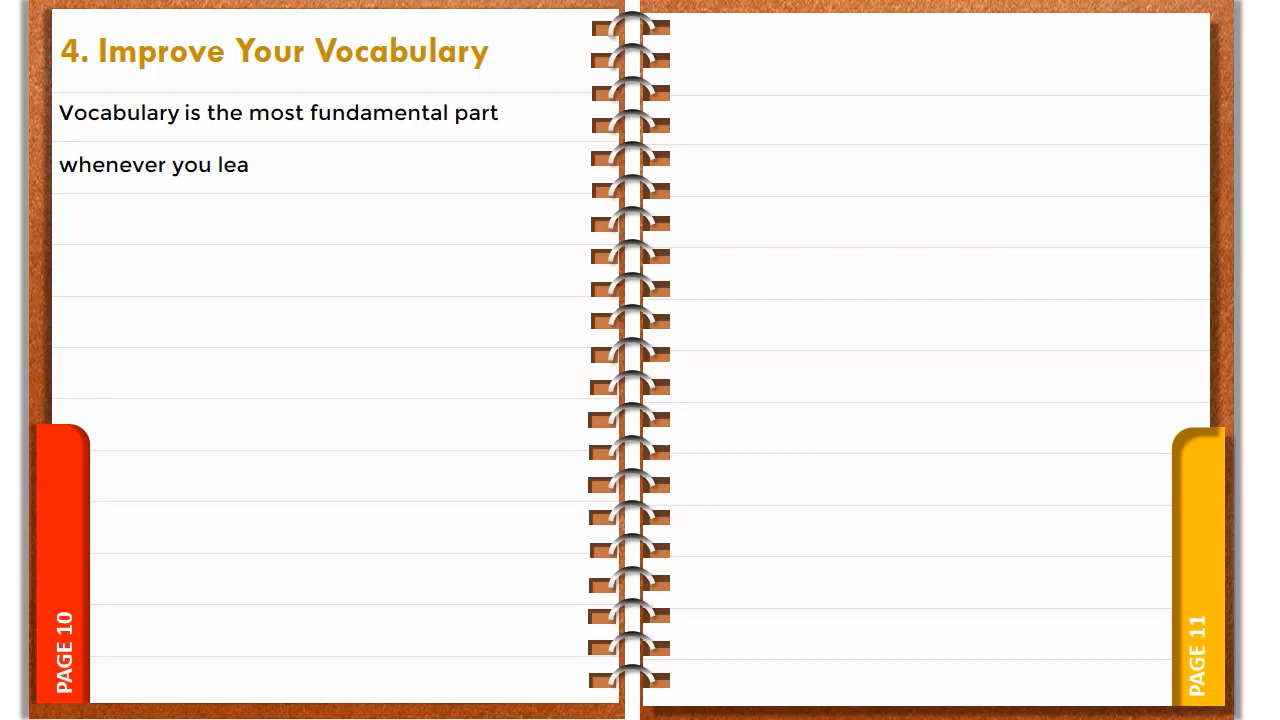 4. Improve Your Vocabulary
Vocabulary is the most fundamental part
whenever you lea
PAGE 10
PAGE 11